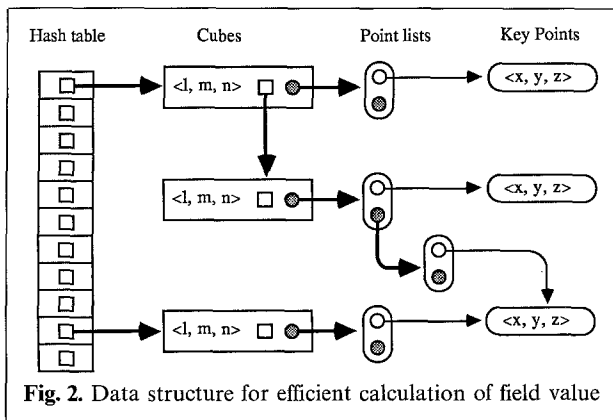 Hash table Cubes Point lists Key Points
<l, m, n> <x, y, z>
<l, m, n> <x, y, z>
<l, m, n> <x, y, z>
Fig. 2. Data structure for efficient calculation of field value